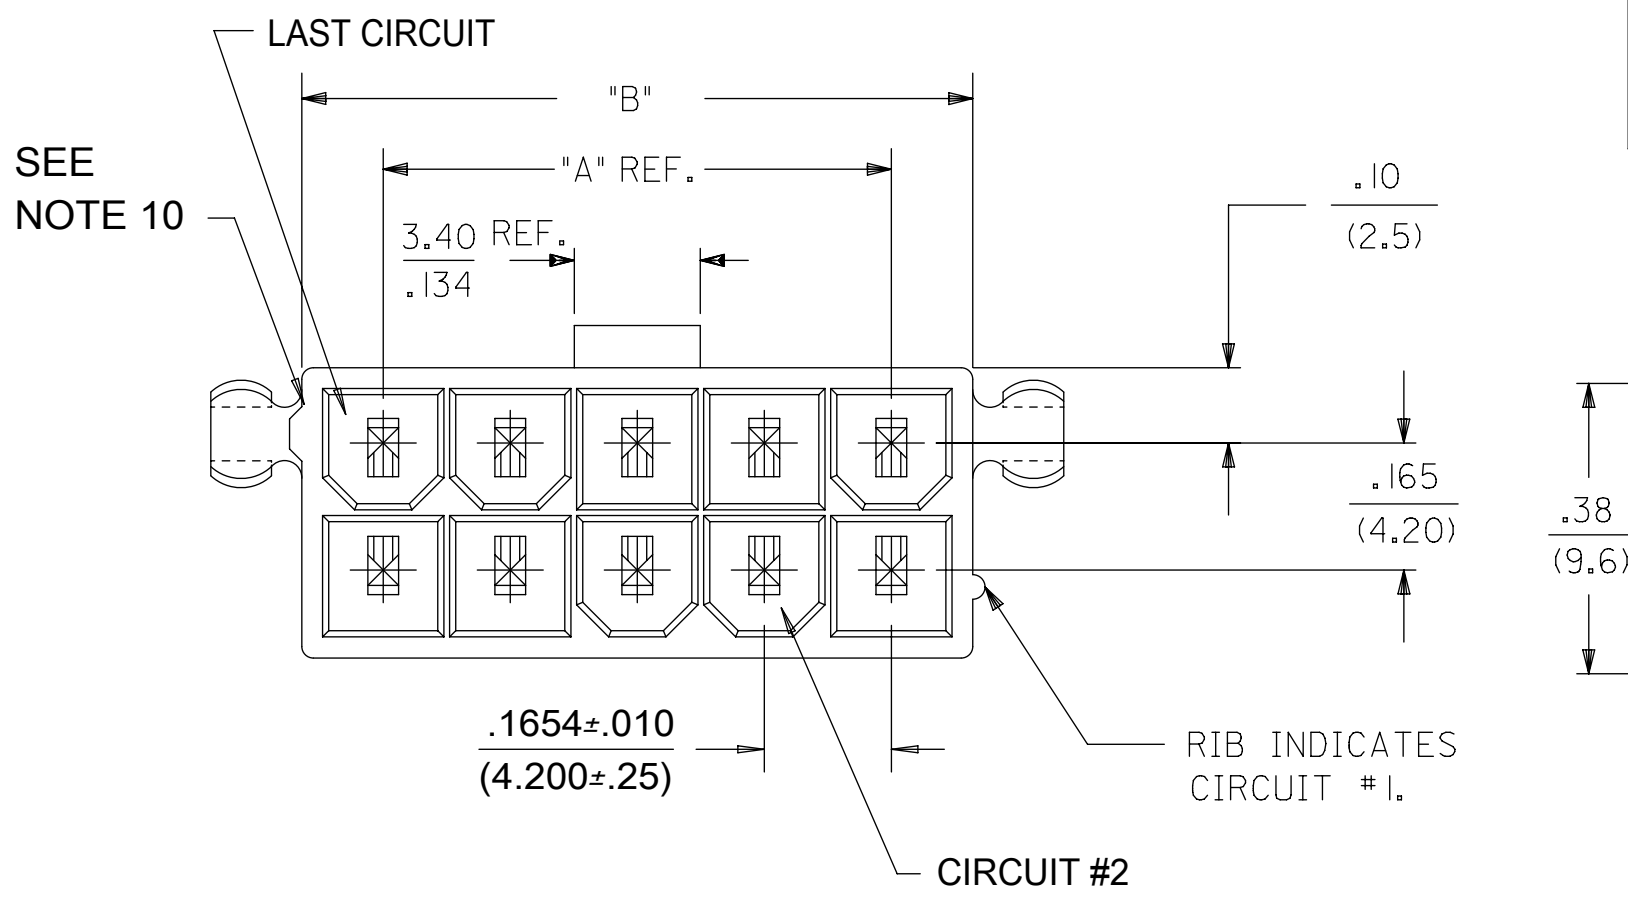 LAST CIRCUIT
"B"
SEE
NOTE 10
"A" REF.
3.40 REF.
.134
.10
(2.5)
.165
(4.20)
.38
(9.6)
.1654±.010
(4.200±.25)
RIB INDICATES
CIRCUIT #1.
CIRCUIT #2